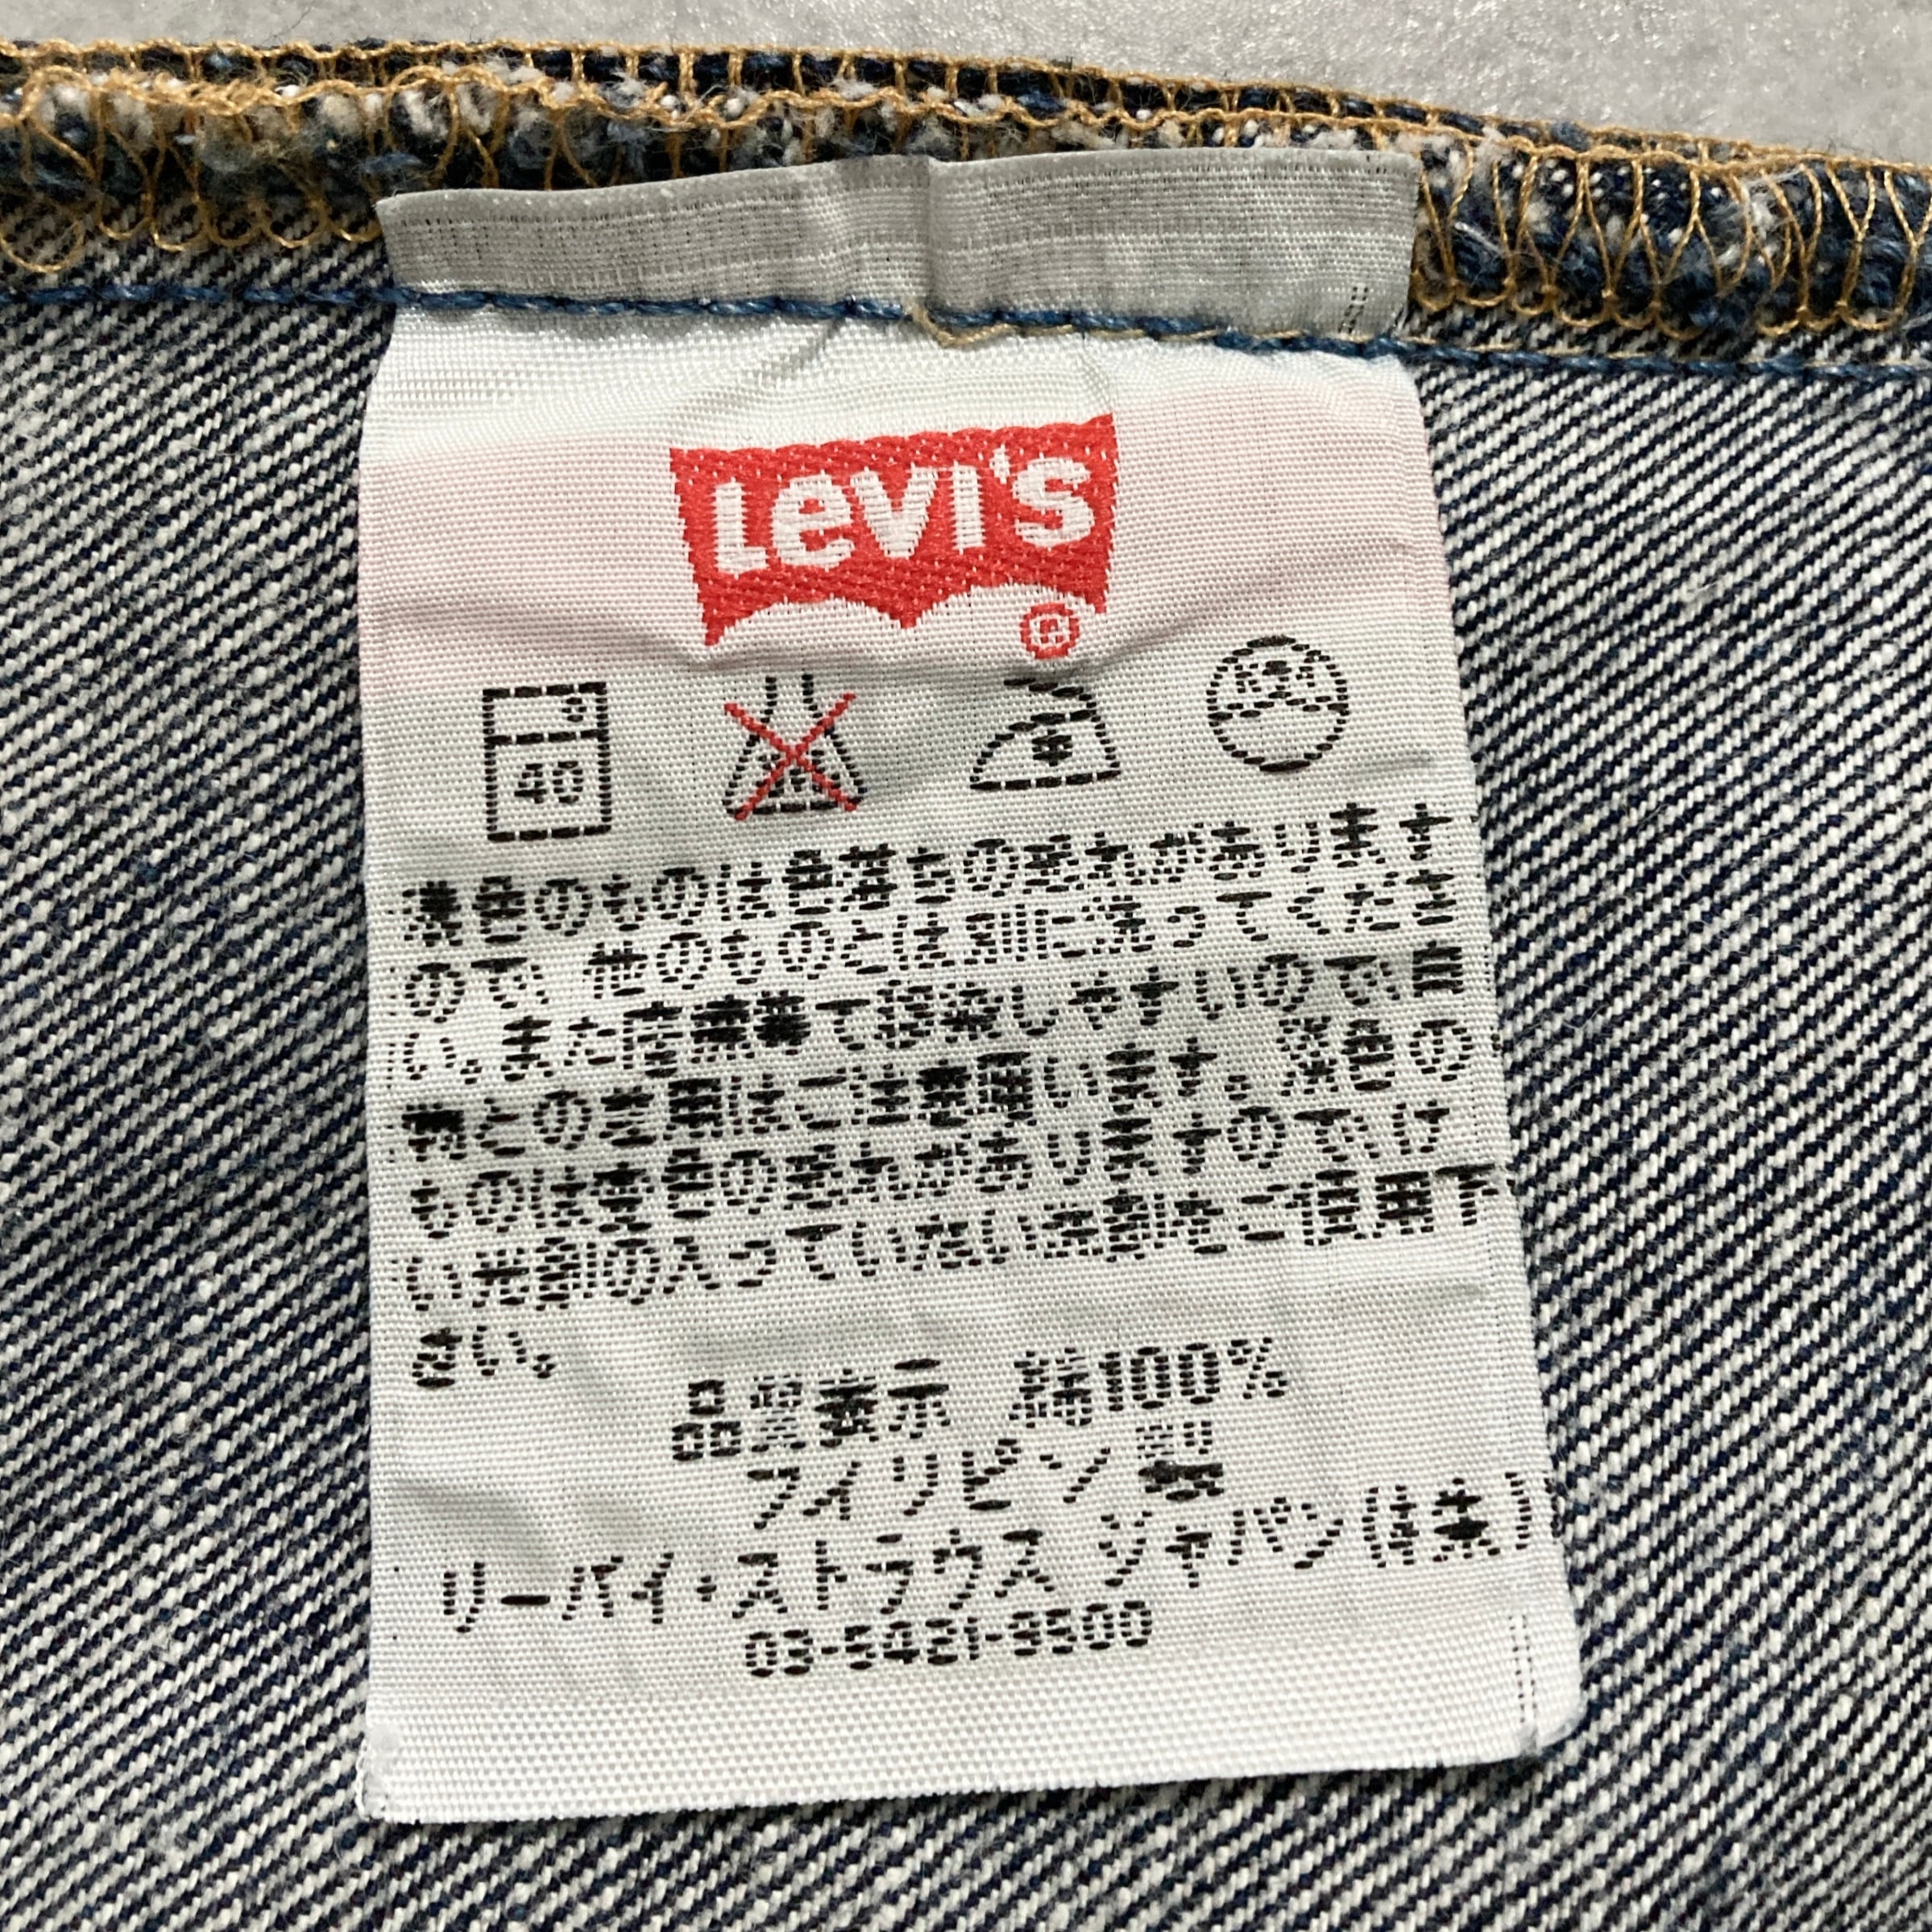 LEVI'S
®
40
濃色のものは色落ちの恐れがあります
ので、他のものとは別に洗ってくださ
い。また摩擦等で移染しやすいので白
物との着用はご注意願います。淡色の
ものは変色の恐れがありますので、け
い光剤の入っていない洗剤をご使用下
さい。
品質表示 綿100%
フィリピン製
リーバイ・ストラウス ジャパン(株)
03-5421-9500